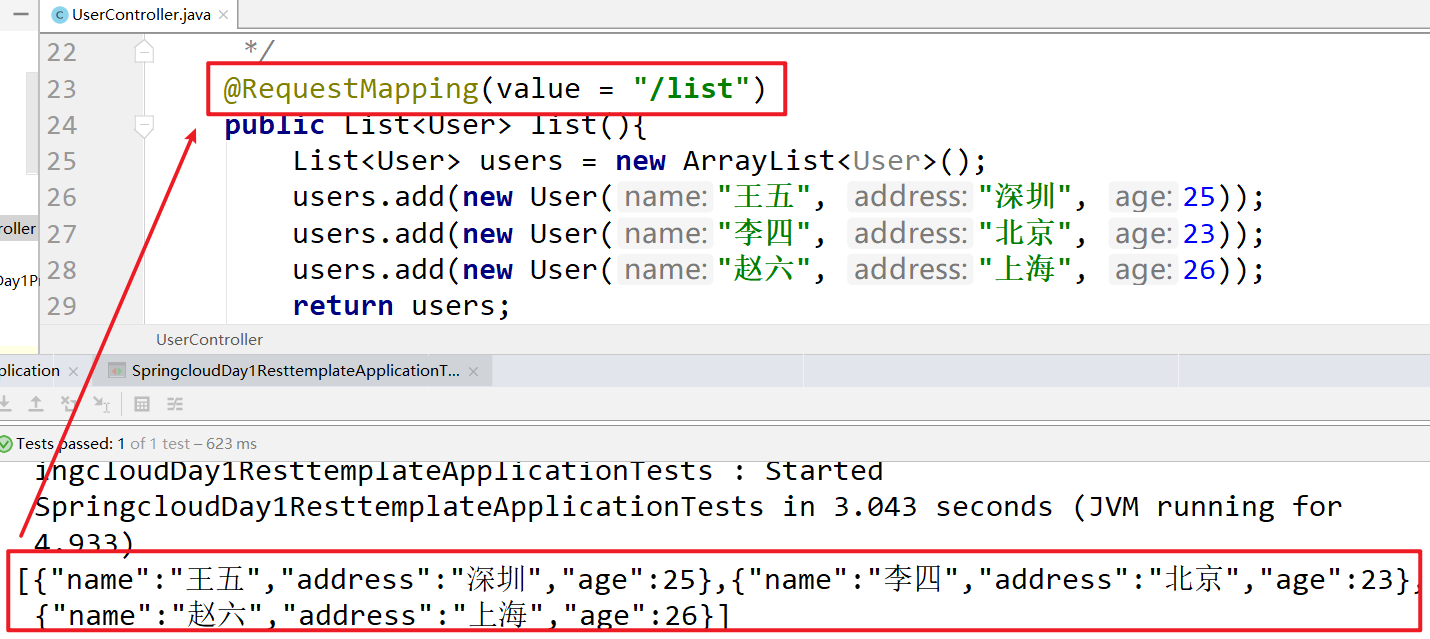 UserController.java
22 */
23 @RequestMapping(value = "/list")
24 public List<User> list(){
25 List<User> users = new ArrayList<User>();
26 users.add(new User( name: "王五", address: "深圳", age: 25));
27 users.add(new User( name: "李四", address: "北京", age: 23));
28 users.add(new User( name: "赵六", address: "上海", age: 26));
29 return users;
roller
Day1Pr
UserController
plication
SpringcloudDay1ResttemplateApplicationT...
Tests passed: 1 of 1 test – 623 ms
ingcloudDay1ResttemplateApplicationTests : Started
SpringcloudDay1ResttemplateApplicationTests in 3.043 seconds (JVM running for
4.933)
[{"name":"王五","address":"深圳","age":25},{"name":"李四","address":"北京","age":23},
{"name":"赵六","address":"上海","age":26}]